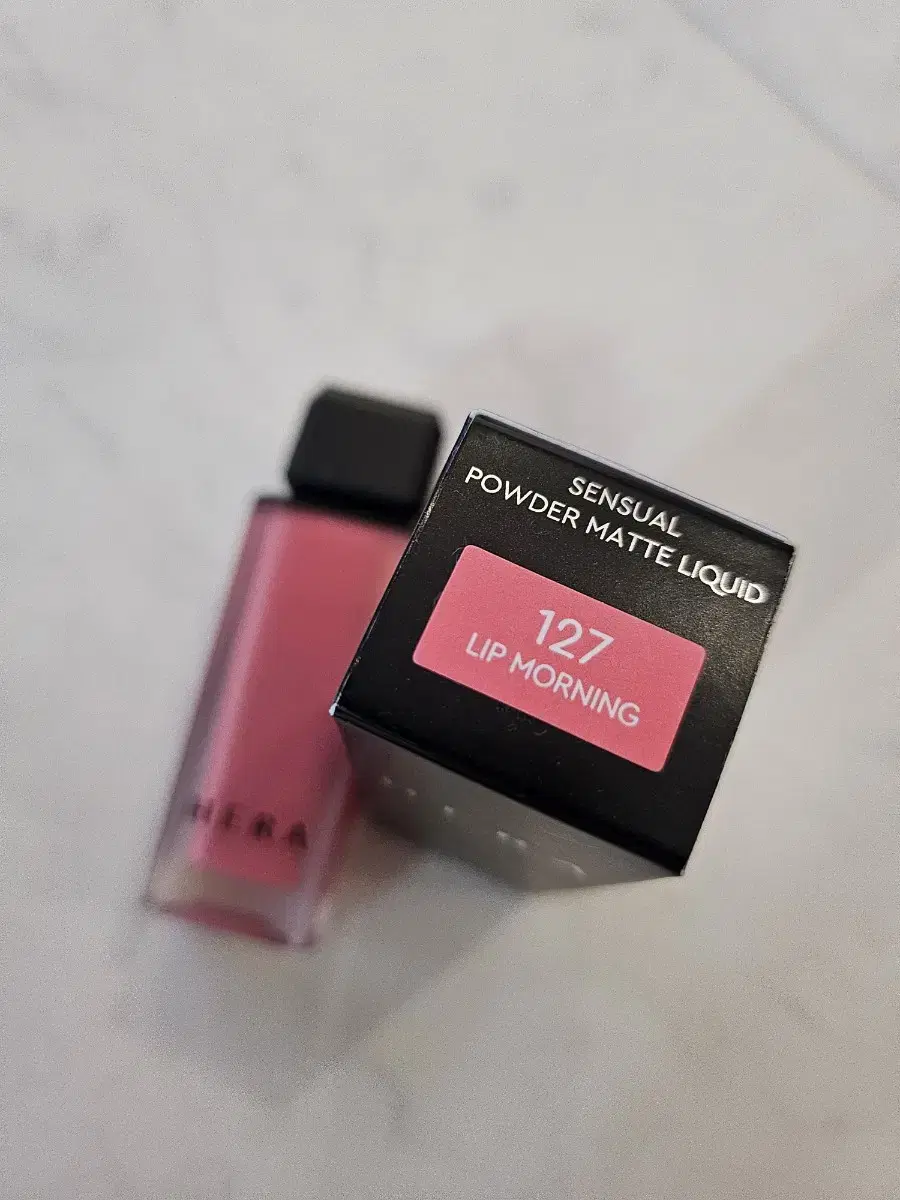 SENSUAL
POWDER MATTE LIQUID
127
LIP MORNING
HERA